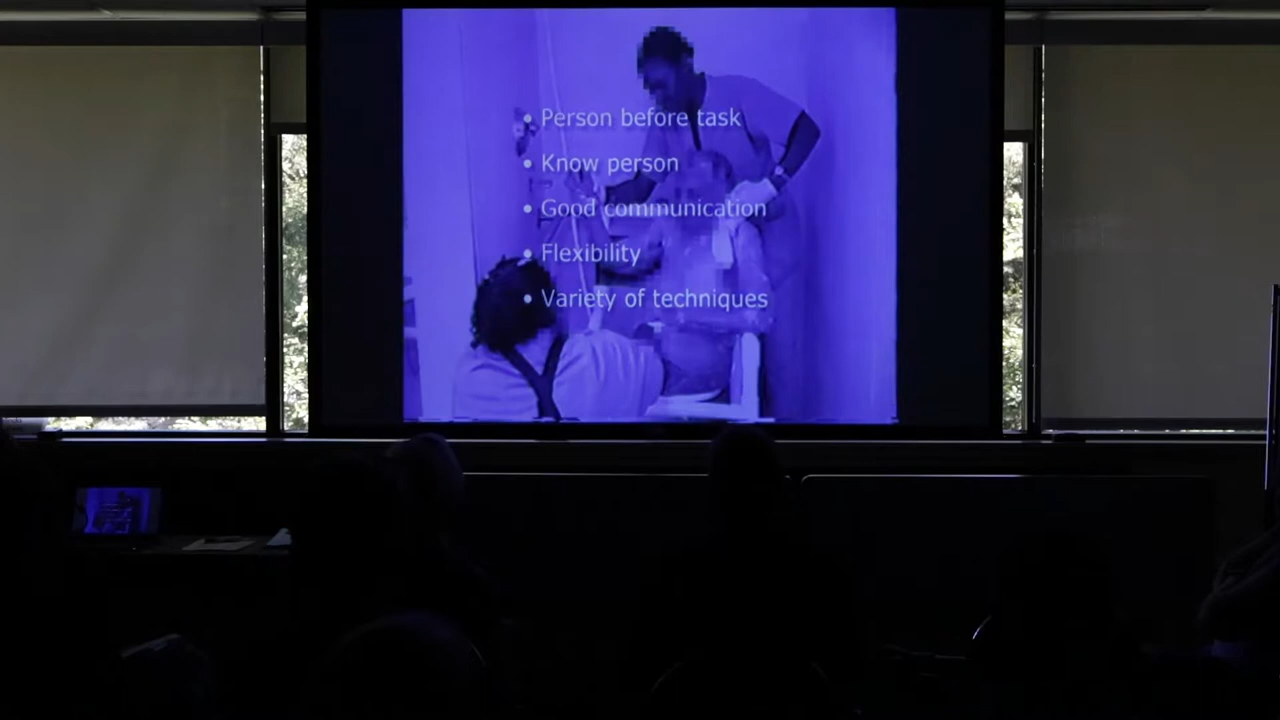 • Person before task
• Know person
• Good communication
• Flexibility
• Variety of techniques